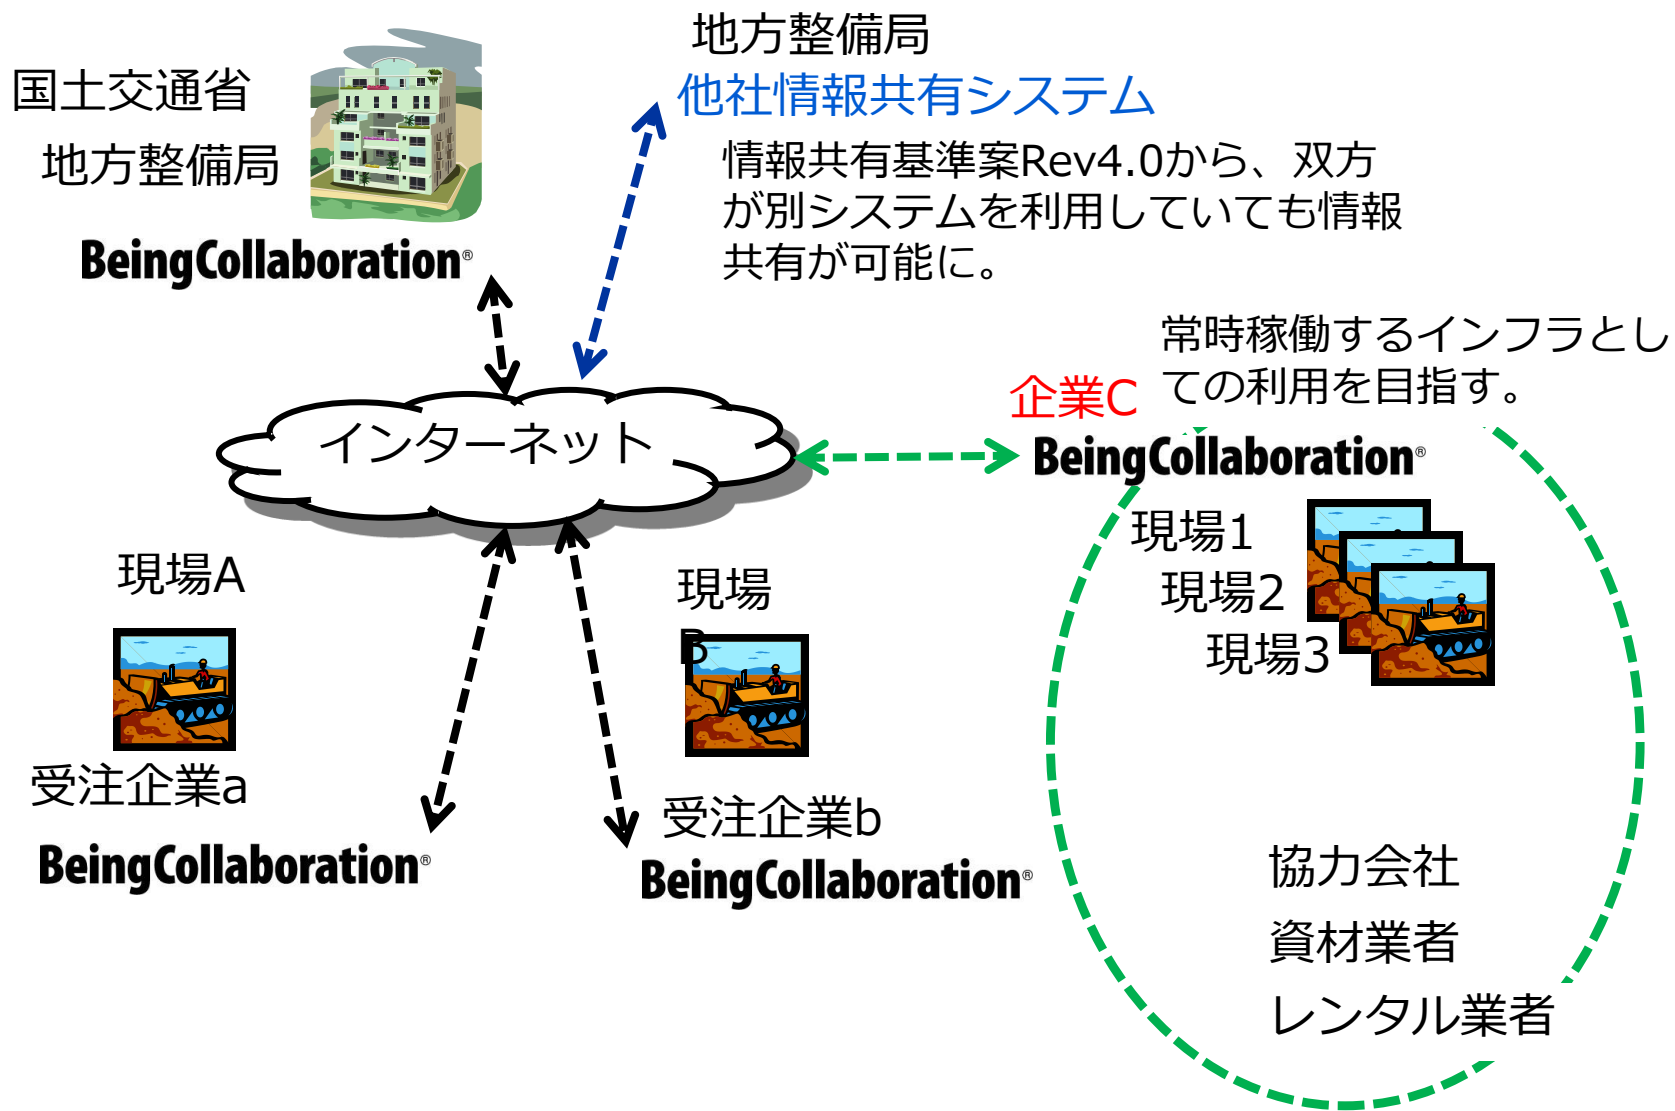 地方整備局
他社情報共有システム
国土交通省
地方整備局
BeingCollaboration®
情報共有基準案Rev4.0から、双方
が別システムを利用していても情報
共有が可能に。
常時稼働するインフラとし
ての利用を目指す。
企業C
BeingCollaboration®
インターネット
現場1
現場2
現場3
現場A
受注企業a
BeingCollaboration®
現場
B
受注企業b
BeingCollaboration®
協力会社
資材業者
レンタル業者